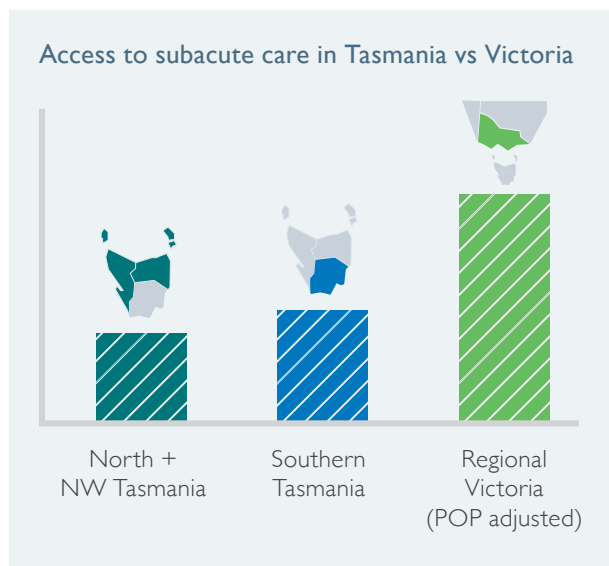 Access to subacute care in Tasmania vs Victoria
North +
NW Tasmania
Southern
Tasmania
Regional
Victoria
(POP adjusted)